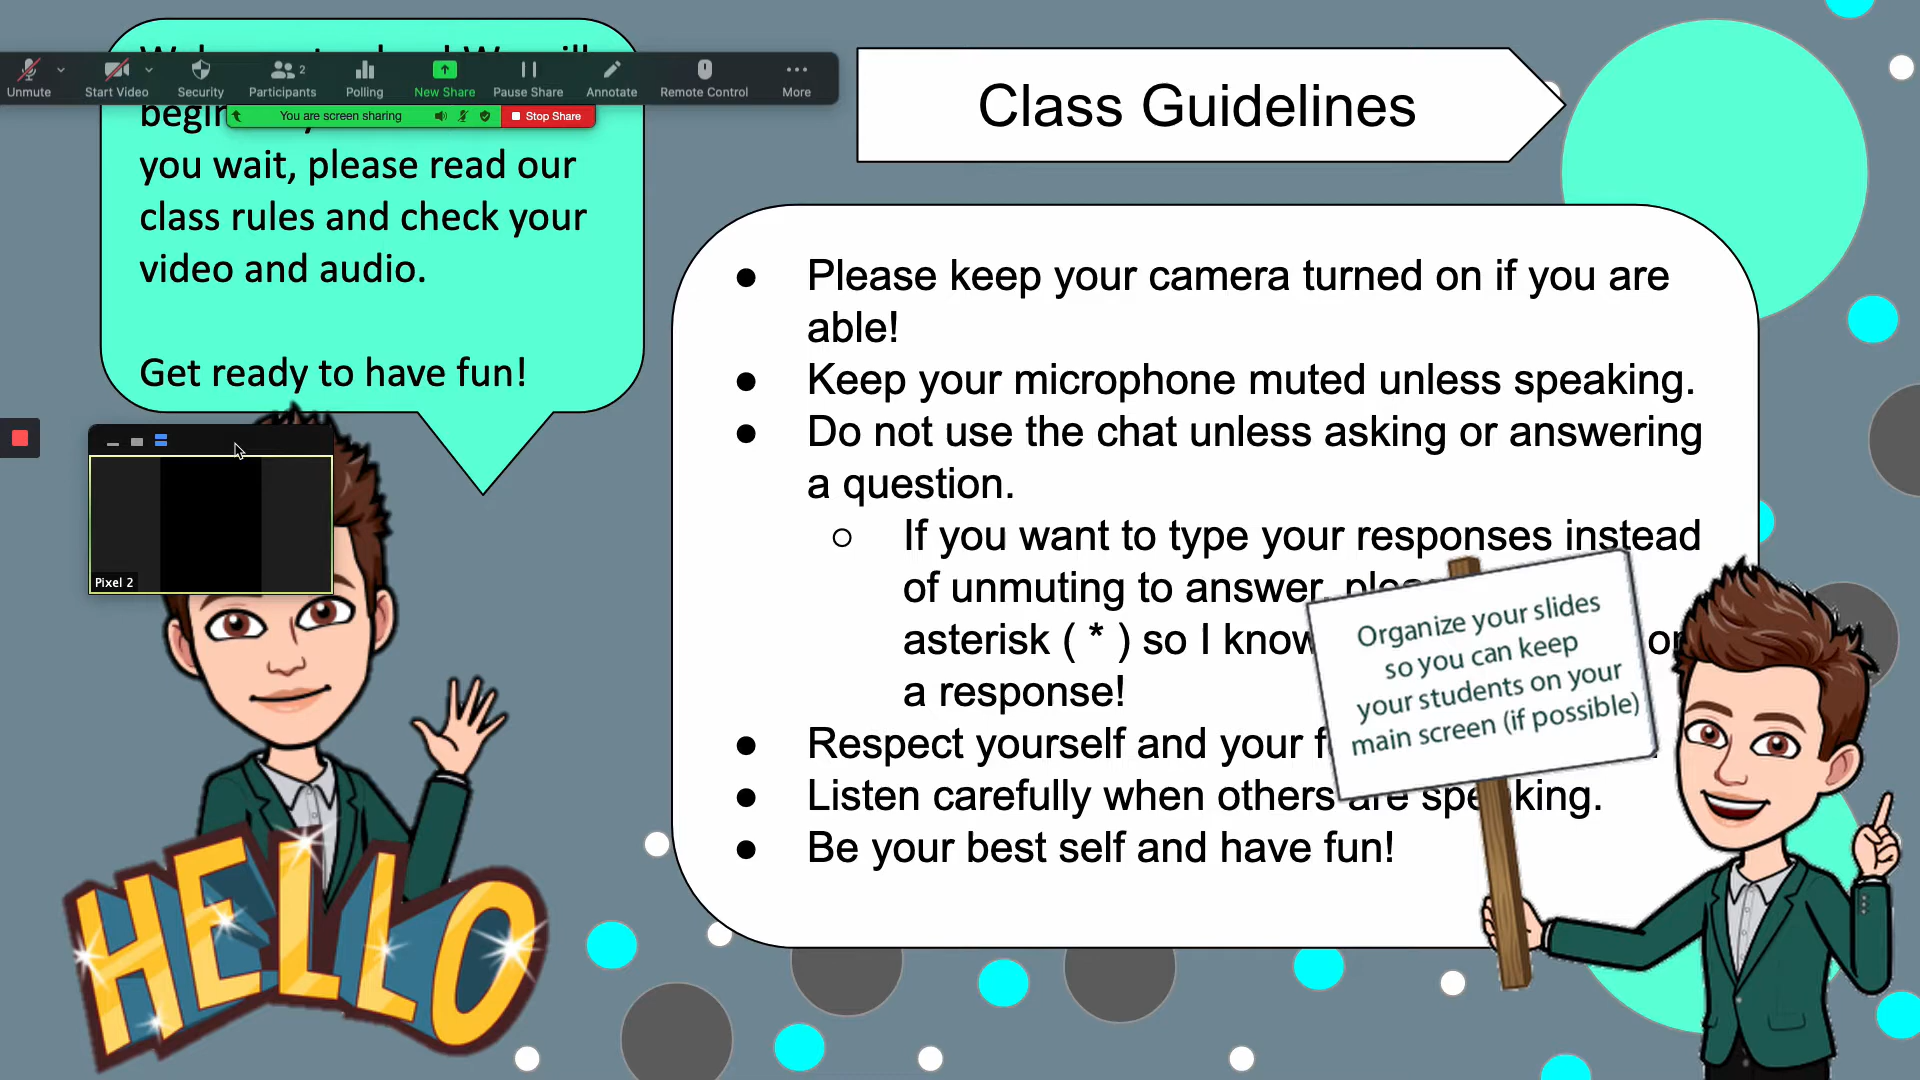 Unmute
Start Video
Security
Participants
2
Polling
New Share
Pause Share
Annotate
Remote Control
More
You are screen sharing
Stop Share
you wait, please read our
class rules and check your
video and audio.
Get ready to have fun!
Pixel 2
HELLO
Class Guidelines
● Please keep your camera turned on if you are
able!
● Keep your microphone muted unless speaking.
● Do not use the chat unless asking or answering
a question.
○ If you want to type your responses instead
of unmuting to answer,
asterisk ( * ) so I know
a response!
● Respect yourself and your
● Listen carefully when others are speaking.
● Be your best self and have fun!
Organize your slides
so you can keep
your students on your
main screen (if possible)